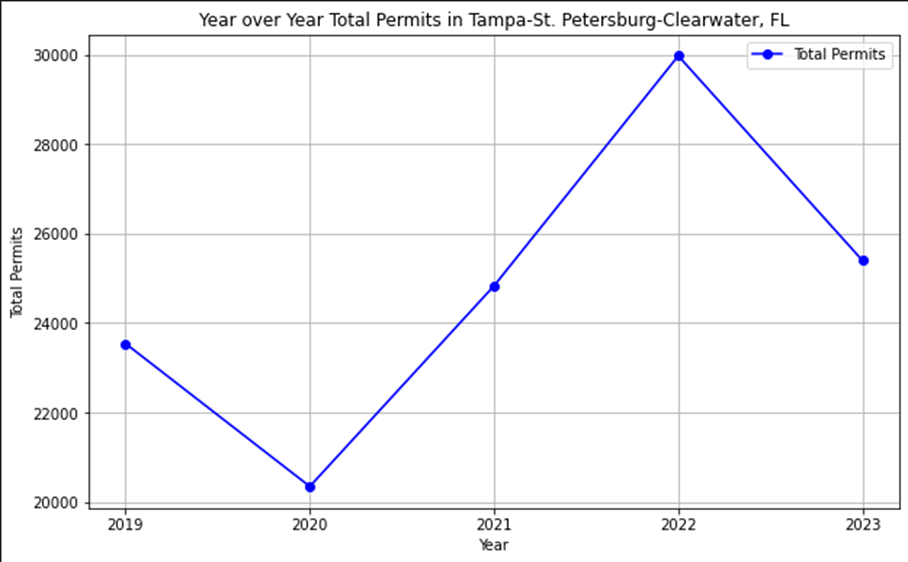 Year over Year Total Permits in Tampa-St. Petersburg-Clearwater, FL
Total Permits
30000
28000
26000
24000
22000
20000
Total Permits
2019
2020
2021
2022
2023
Year